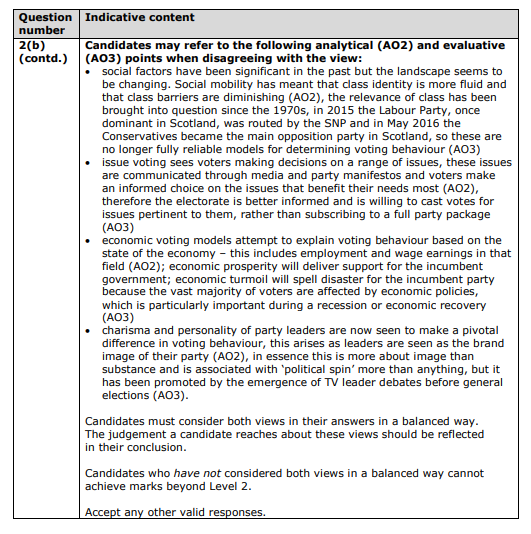 Question number
Indicative content
2(b)
(contd.)
Candidates may refer to the following analytical (AO2) and evaluative
(AO3) points when disagreeing with the view:
• social factors have been significant in the past but the landscape seems to
be changing. Social mobility has meant that class identity is more fluid and
that class barriers are diminishing (AO2), the relevance of class has been
brought into question since the 1970s, in 2015 the Labour Party, once
dominant in Scotland, was routed by the SNP and in May 2016 the
Conservatives became the main opposition party in Scotland, so these are
no longer fully reliable models for determining voting behaviour (AO3)
• issue voting sees voters making decisions on a range of issues, these issues
are communicated through media and party manifestos and voters make
an informed choice on the issues that benefit their needs most (AO2),
therefore the electorate is better informed and is willing to cast votes for
issues pertinent to them, rather than subscribing to a full party package
(AO3)
• economic voting models attempt to explain voting behaviour based on the
state of the economy – this includes employment and wage earnings in that
field (AO2); economic prosperity will deliver support for the incumbent
government; economic turmoil will spell disaster for the incumbent party
because the vast majority of voters are affected by economic policies,
which is particularly important during a recession or economic recovery
(AO3)
• charisma and personality of party leaders are now seen to make a pivotal
difference in voting behaviour, this arises as leaders are seen as the brand
image of their party (AO2), in essence this is more about image than
substance and is associated with ‘political spin’ more than anything, but it
has been promoted by the emergence of TV leader debates before general
elections (AO3).
Candidates must consider both views in their answers in a balanced way.
The judgement a candidate reaches about these views should be reflected
in their conclusion.
Candidates who have not considered both views in a balanced way cannot
achieve marks beyond Level 2.
Accept any other valid responses.